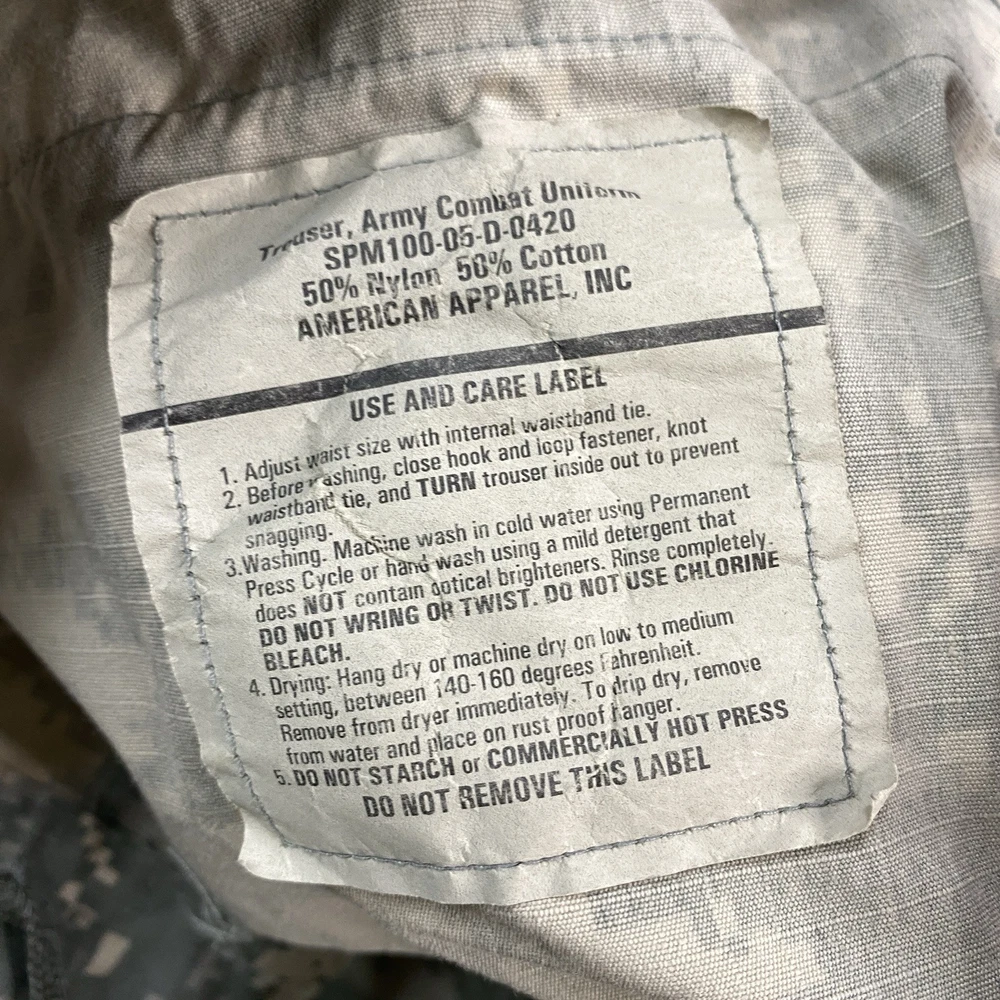 Trouser, Army Combat Uniform
SPM100-05-D-0420
50% Nylon 50% Cotton
AMERICAN APPAREL, INC
USE AND CARE LABEL
1. Adjust waist size with internal waistband tie.
2. Before washing, close hook and loop fastener, knot
waistband tie, and TURN trouser inside out to prevent
snagging.
3.Washing. Machine wash in cold water using Permanent
Press Cycle or hand wash using a mild detergent that
does NOT contain optical brighteners. Rinse completely.
DO NOT WRING OR TWIST. DO NOT USE CHLORINE
BLEACH.
4. Drying: Hang dry or machine dry on low to medium
setting, between 140-160 degrees Fahrenheit.
Remove from dryer immediately. To drip dry, remove
from water and place on rust proof hanger.
5. DO NOT STARCH or COMMERCIALLY HOT PRESS
DO NOT REMOVE THIS LABEL